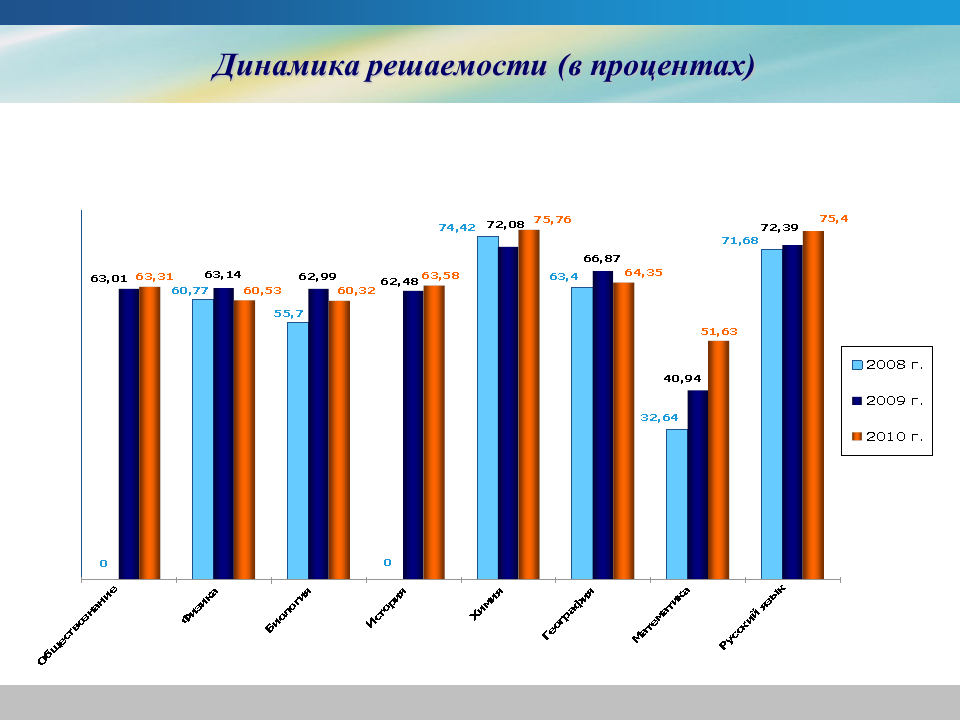 Динамика решаемости (в процентах)
0
63,01
63,31
60,77
63,14
60,53
55,7
62,99
60,32
0
62,48
63,58
74,42
72,08
75,76
63,4
66,87
64,35
32,64
40,94
51,63
71,68
72,39
75,4
2008 г.
2009 г.
2010 г.
Обществознание
Физика
Биология
История
Химия
География
Математика
Русский язык